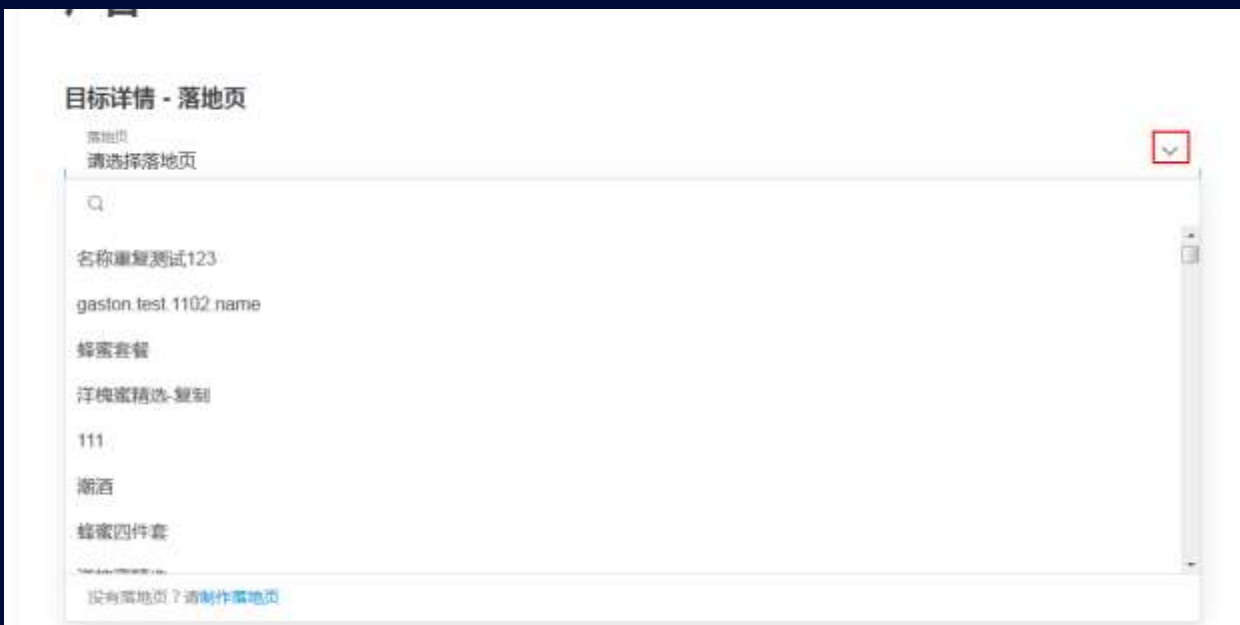 目标详情 - 落地页
落地页
请选择落地页
名称重复测试123
gaston.test.1102.name
蜂蜜套餐
洋槐蜜精选-复制
111
潮酒
蜂蜜四件套
没有落地页？请制作落地页